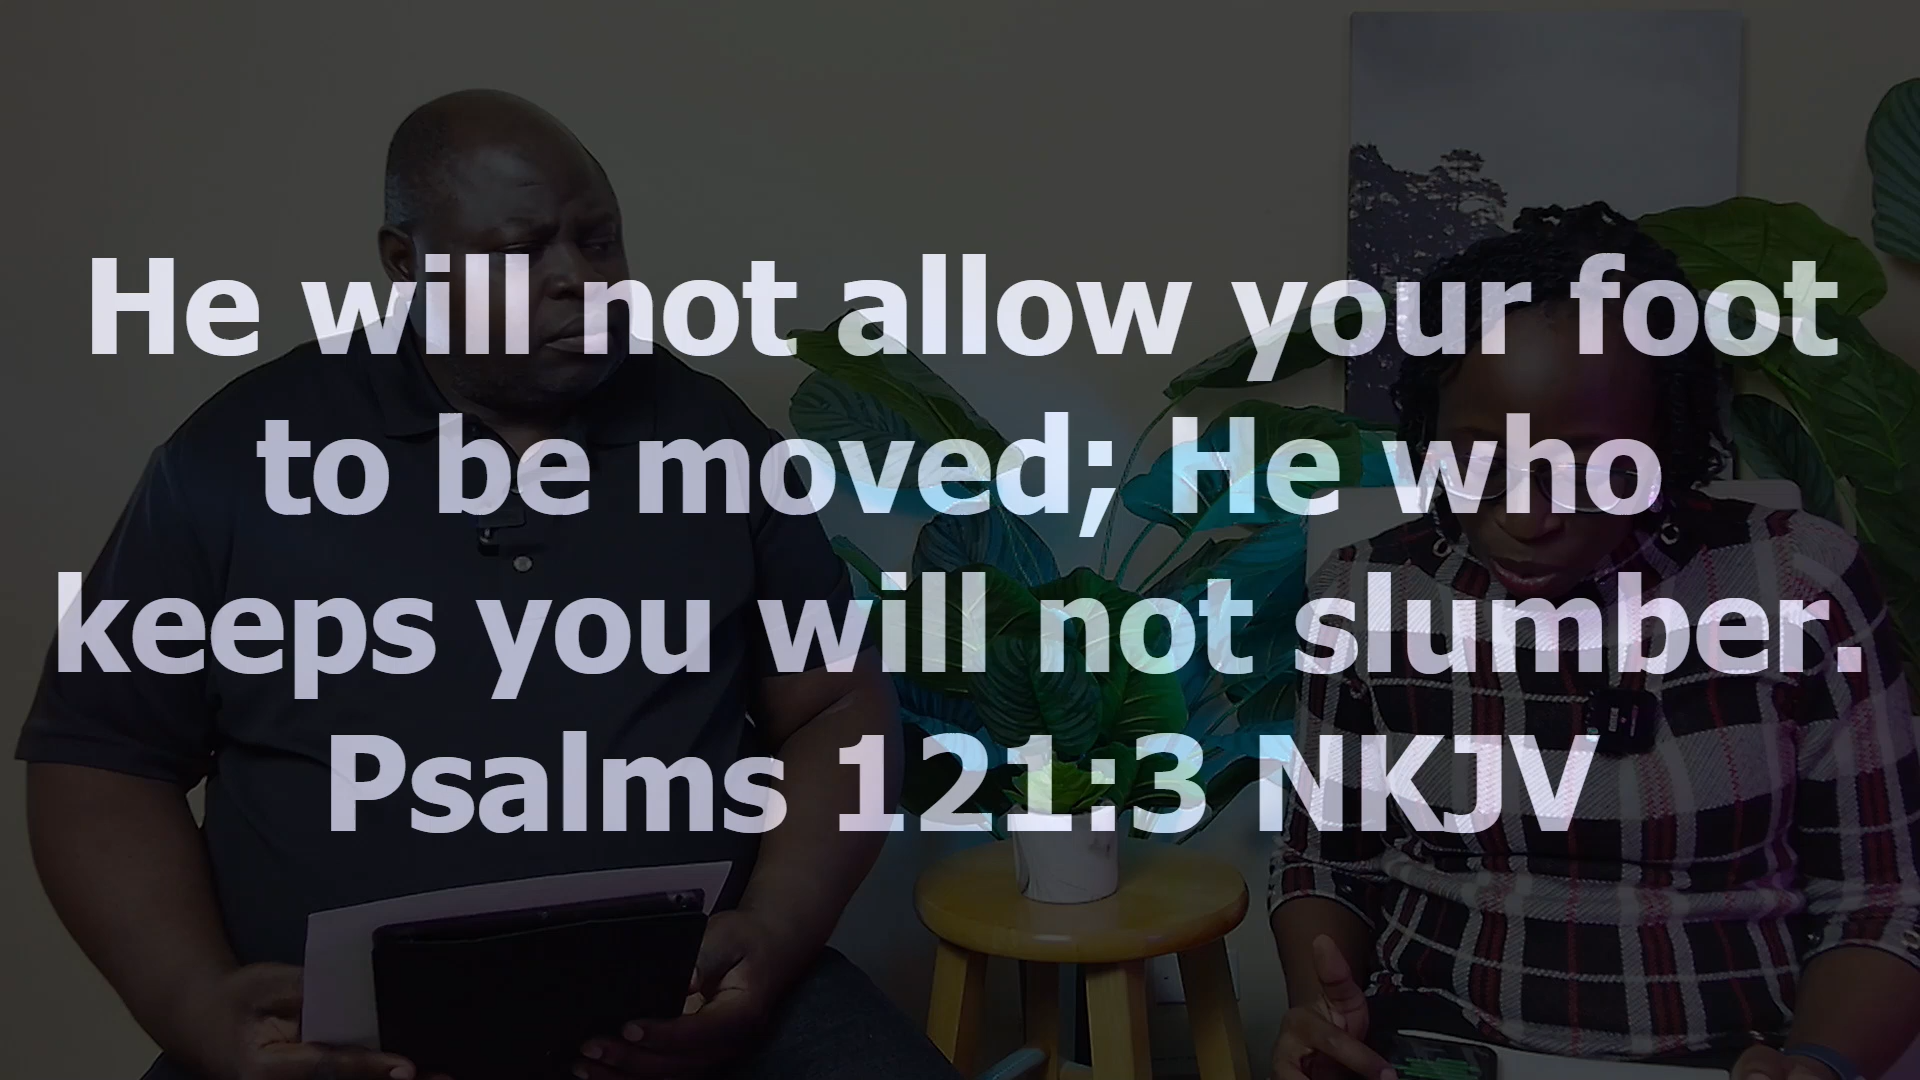 He will not allow your foot
to be moved; He who
keeps you will not slumber.
Psalms 121:3 NKJV